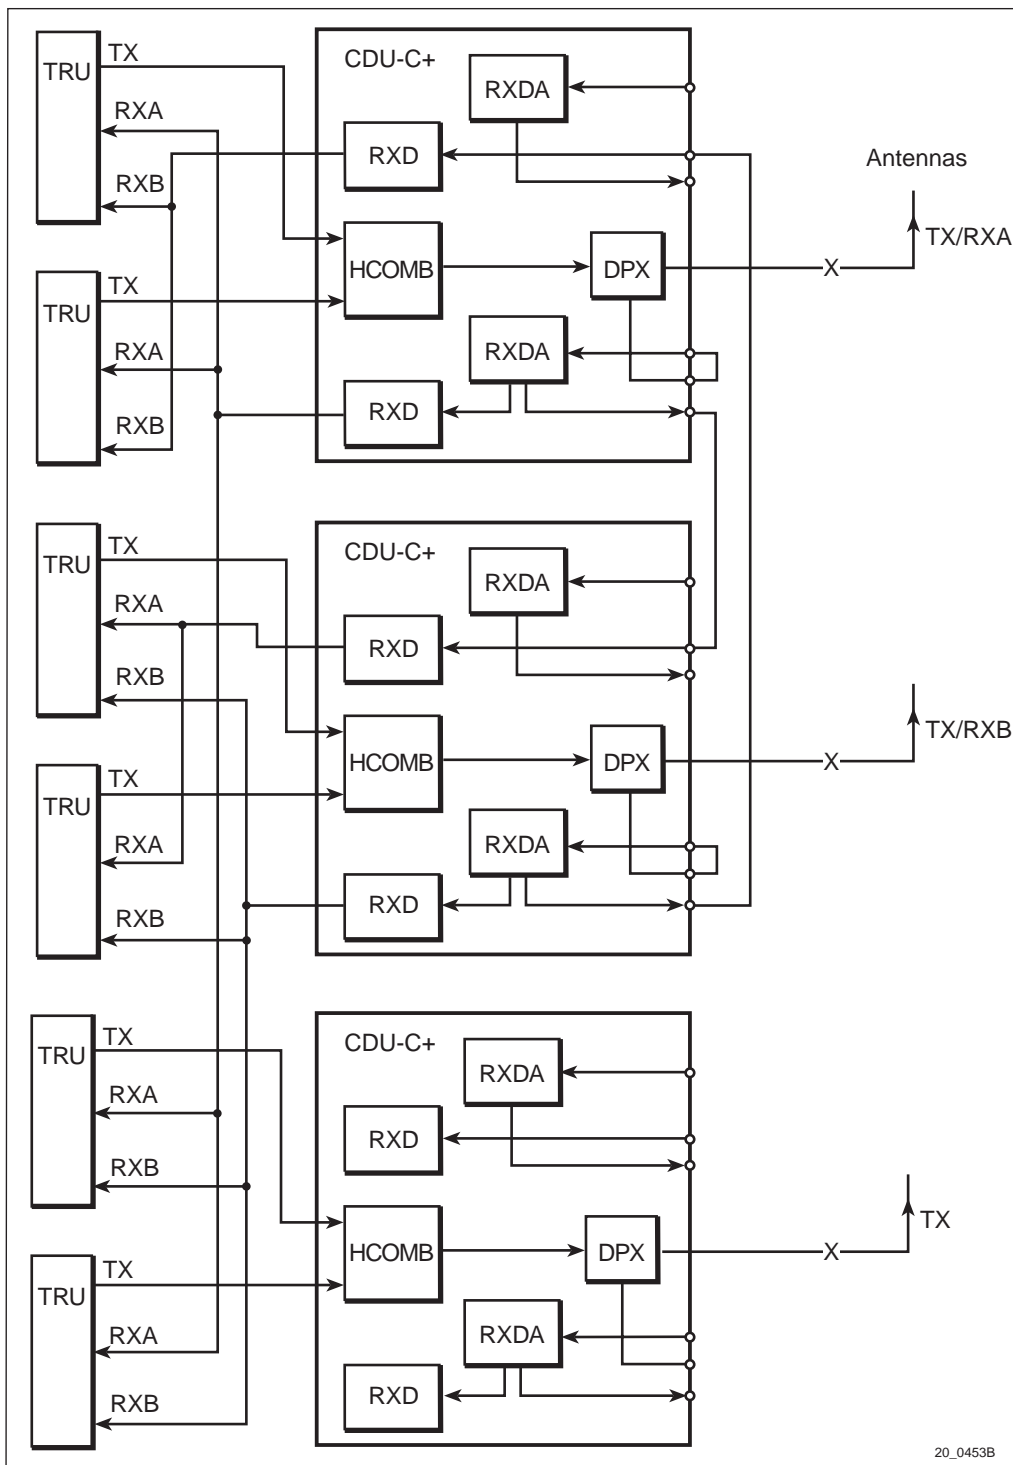 TRU
TX
RXA
RXB
TRU
TX
RXA
RXB
CDU-C+
RXDA
RXD
HCOMB
DPX
RXDA
RXD
Antennas
TX/RXA
X
TRU
TX
RXA
RXB
TRU
TX
RXA
RXB
CDU-C+
RXDA
RXD
HCOMB
DPX
RXDA
RXD
TX/RXB
X
TRU
TX
RXA
RXB
TRU
TX
RXA
RXB
CDU-C+
RXDA
RXD
HCOMB
DPX
RXDA
RXD
TX
X
20_0453B